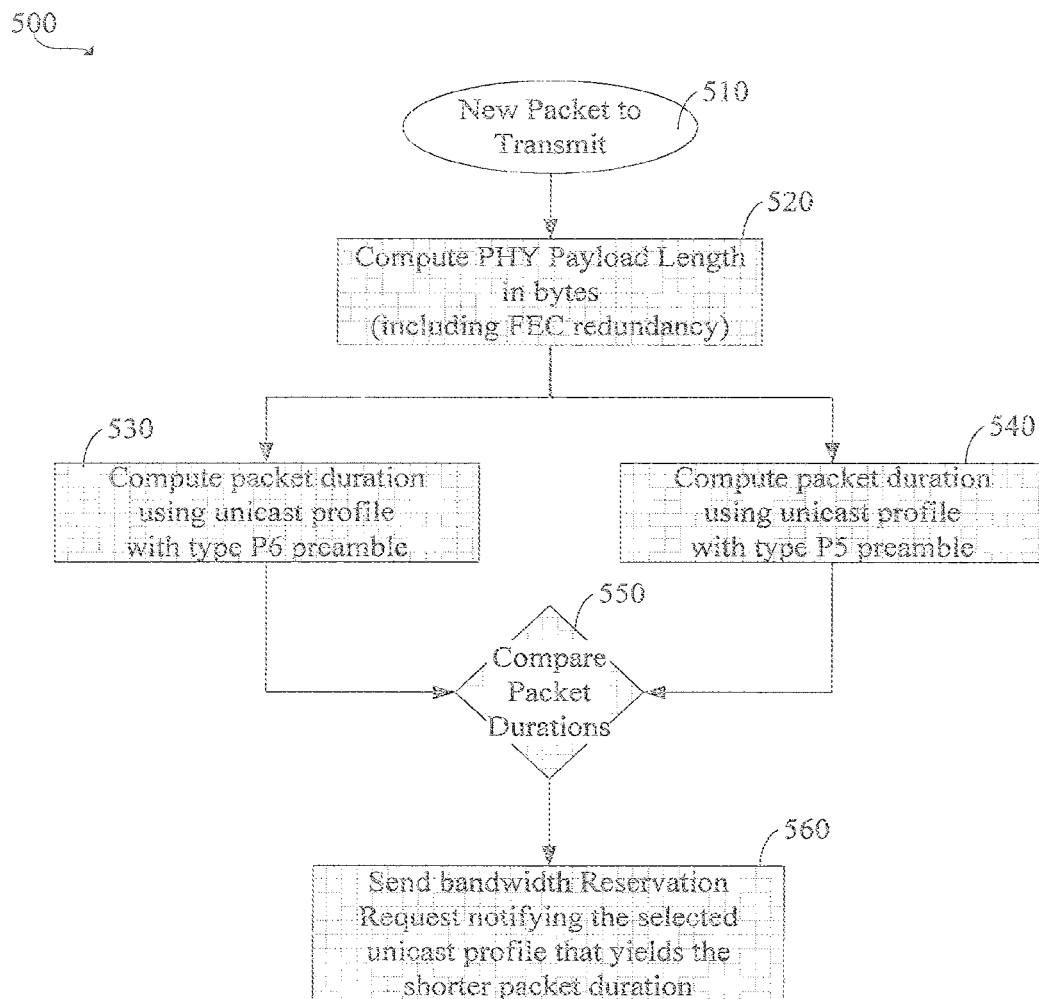 500
510
New Packet to
Transmit
520
Compute PHY Payload Length
in bytes
(including FEC redundancy)
530
Compute packet duration
using unicast profile
with type P6 preamble
540
Compute packet duration
using unicast profile
with type P5 preamble
550
Compare
Packet
Durations
560
Send bandwidth Reservation
Request notifying the selected
unicast profile that yields the
shorter packet duration